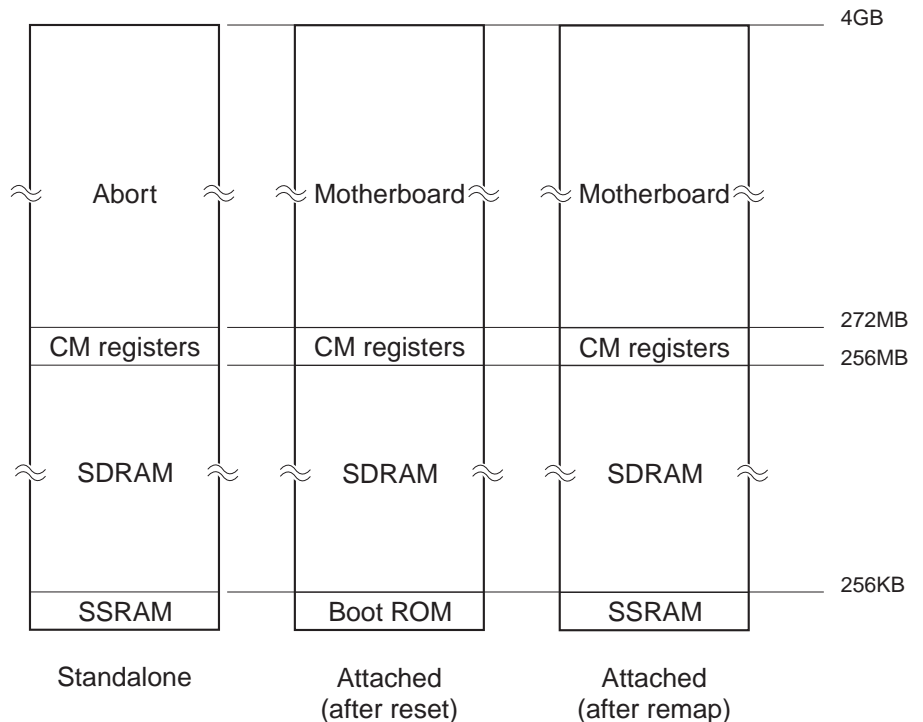 4GB
Abort
Motherboard
Motherboard
272MB
CM registers
CM registers
CM registers
256MB
SDRAM
SDRAM
SDRAM
256KB
SSRAM
Boot ROM
SSRAM
Standalone
Attached
(after reset)
Attached
(after remap)